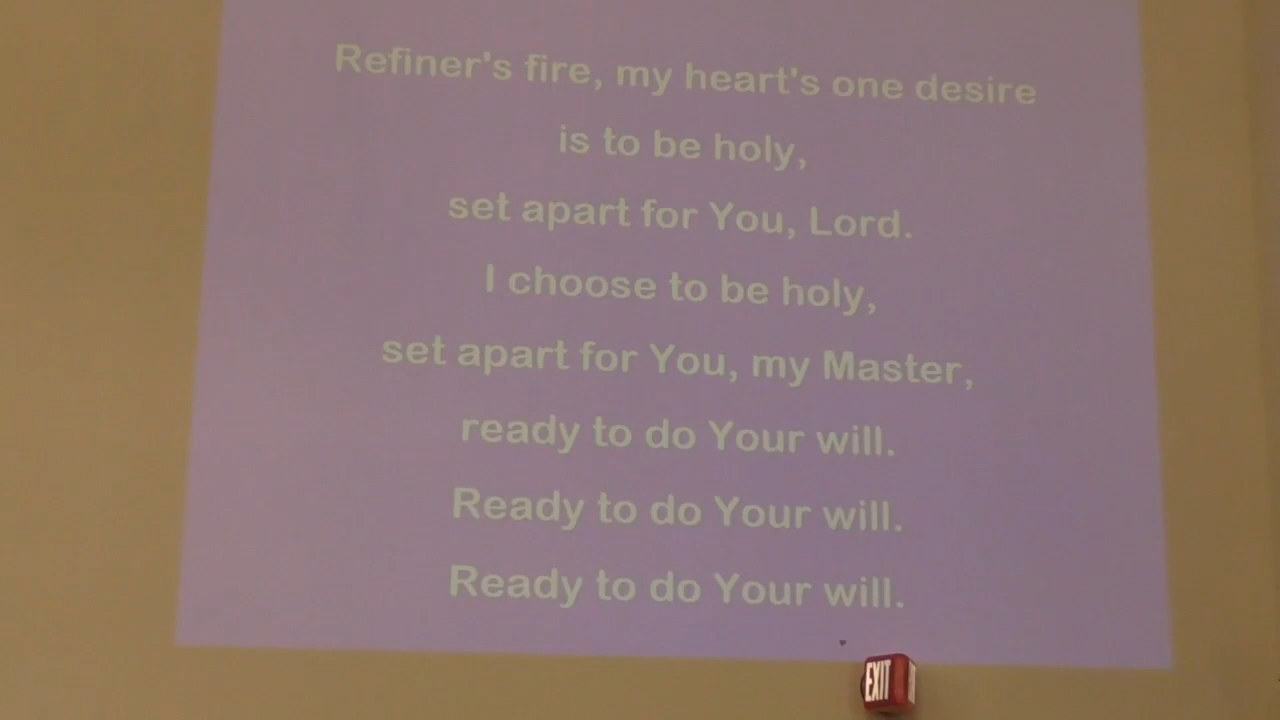 Refiner's fire, my heart's one desire
is to be holy,
set apart for You, Lord.
I choose to be holy,
set apart for You, my Master,
ready to do Your will.
Ready to do Your will.
Ready to do Your will.
EXIT